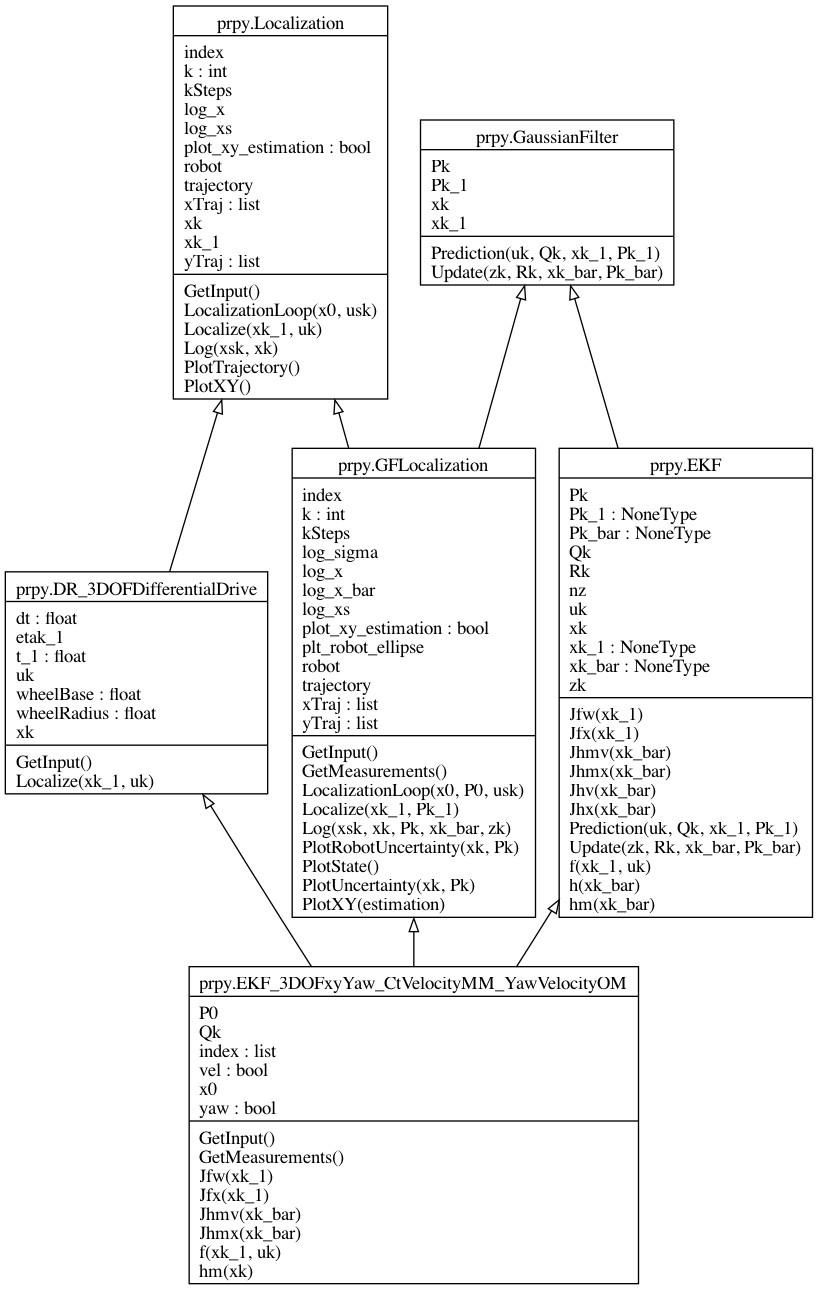 prpy.Localization
index
k : int
kSteps
log_x
log_xs
plot_xy_estimation : bool
robot
trajectory
xTraj : list
xk
xk_1
yTraj : list
GetInput()
LocalizationLoop(x0, usk)
Localize(xk_1, uk)
Log(xsk, xk)
PlotTrajectory()
PlotXY()
prpy.GaussianFilter
Pk
Pk_1
xk
xk_1
Prediction(uk, Qk, xk_1, Pk_1)
Update(zk, Rk, xk_bar, Pk_bar)
prpy.DR_3DOFDifferentialDrive
dt : float
etak_1
t_1 : float
uk
wheelBase : float
wheelRadius : float
xk
GetInput()
Localize(xk_1, uk)
prpy.GFLocalization
index
k : int
kSteps
log_sigma
log_x
log_x_bar
log_xs
plot_xy_estimation : bool
plt_robot_ellipse
robot
trajectory
xTraj : list
yTraj : list
GetInput()
GetMeasurements()
LocalizationLoop(x0, P0, usk)
Localize(xk_1, Pk_1)
Log(xsk, xk, Pk, xk_bar, zk)
PlotRobotUncertainty(xk, Pk)
PlotState()
PlotUncertainty(xk, Pk)
PlotXY(estimation)
prpy.EKF
Pk
Pk_1 : NoneType
Pk_bar : NoneType
Qk
Rk
nz
uk
xk
xk_1 : NoneType
xk_bar : NoneType
zk
Jfw(xk_1)
Jfx(xk_1)
Jhmv(xk_bar)
Jhmx(xk_bar)
Jhv(xk_bar)
Jhx(xk_bar)
Prediction(uk, Qk, xk_1, Pk_1)
Update(zk, Rk, xk_bar, Pk_bar)
f(xk_1, uk)
h(xk_bar)
hm(xk_bar)
prpy.EKF_3DOFxyYaw_CtVelocityMM_YawVelocityOM
P0
Qk
index : list
vel : bool
x0
yaw : bool
GetInput()
GetMeasurements()
Jfw(xk_1)
Jfx(xk_1)
Jhmv(xk_bar)
Jhmx(xk_bar)
f(xk_1, uk)
hm(xk)